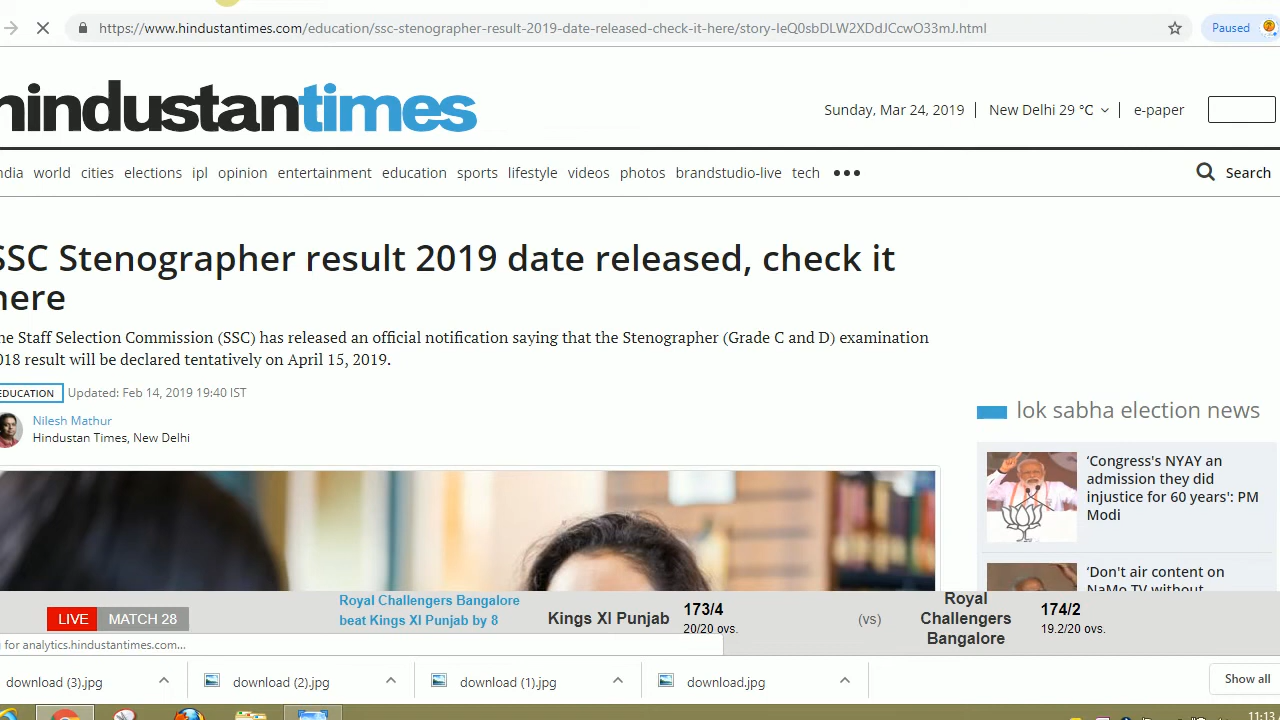 https://www.hindustantimes.com/education/ssc-stenographer-result-2019-date-released-check-it-here/story-IeQ0sbDLW2XDdJCcwO33mJ.html
Paused
hindustantimes
Sunday, Mar 24, 2019 | New Delhi 29 °C | e-paper
ndia world cities elections ipl opinion entertainment education sports lifestyle videos photos brandstudio-live tech •••
Search
SSC Stenographer result 2019 date released, check it
here
he Staff Selection Commission (SSC) has released an official notification saying that the Stenographer (Grade C and D) examination
018 result will be declared tentatively on April 15, 2019.
EDUCATION Updated: Feb 14, 2019 19:40 IST
Nilesh Mathur
Hindustan Times, New Delhi
lok sabha election news
‘Congress's NYAY an
admission they did
injustice for 60 years': PM
Modi
‘Don't air content on
NaMo TV without
LIVE MATCH 28
Royal Challengers Bangalore
beat Kings XI Punjab by 8
Kings XI Punjab
173/4
20/20 ovs.
(vs)
Royal
Challengers
Bangalore
174/2
19.2/20 ovs.
for analytics.hindustantimes.com...
download (3).jpg
download (2).jpg
download (1).jpg
download.jpg
Show all
11:13